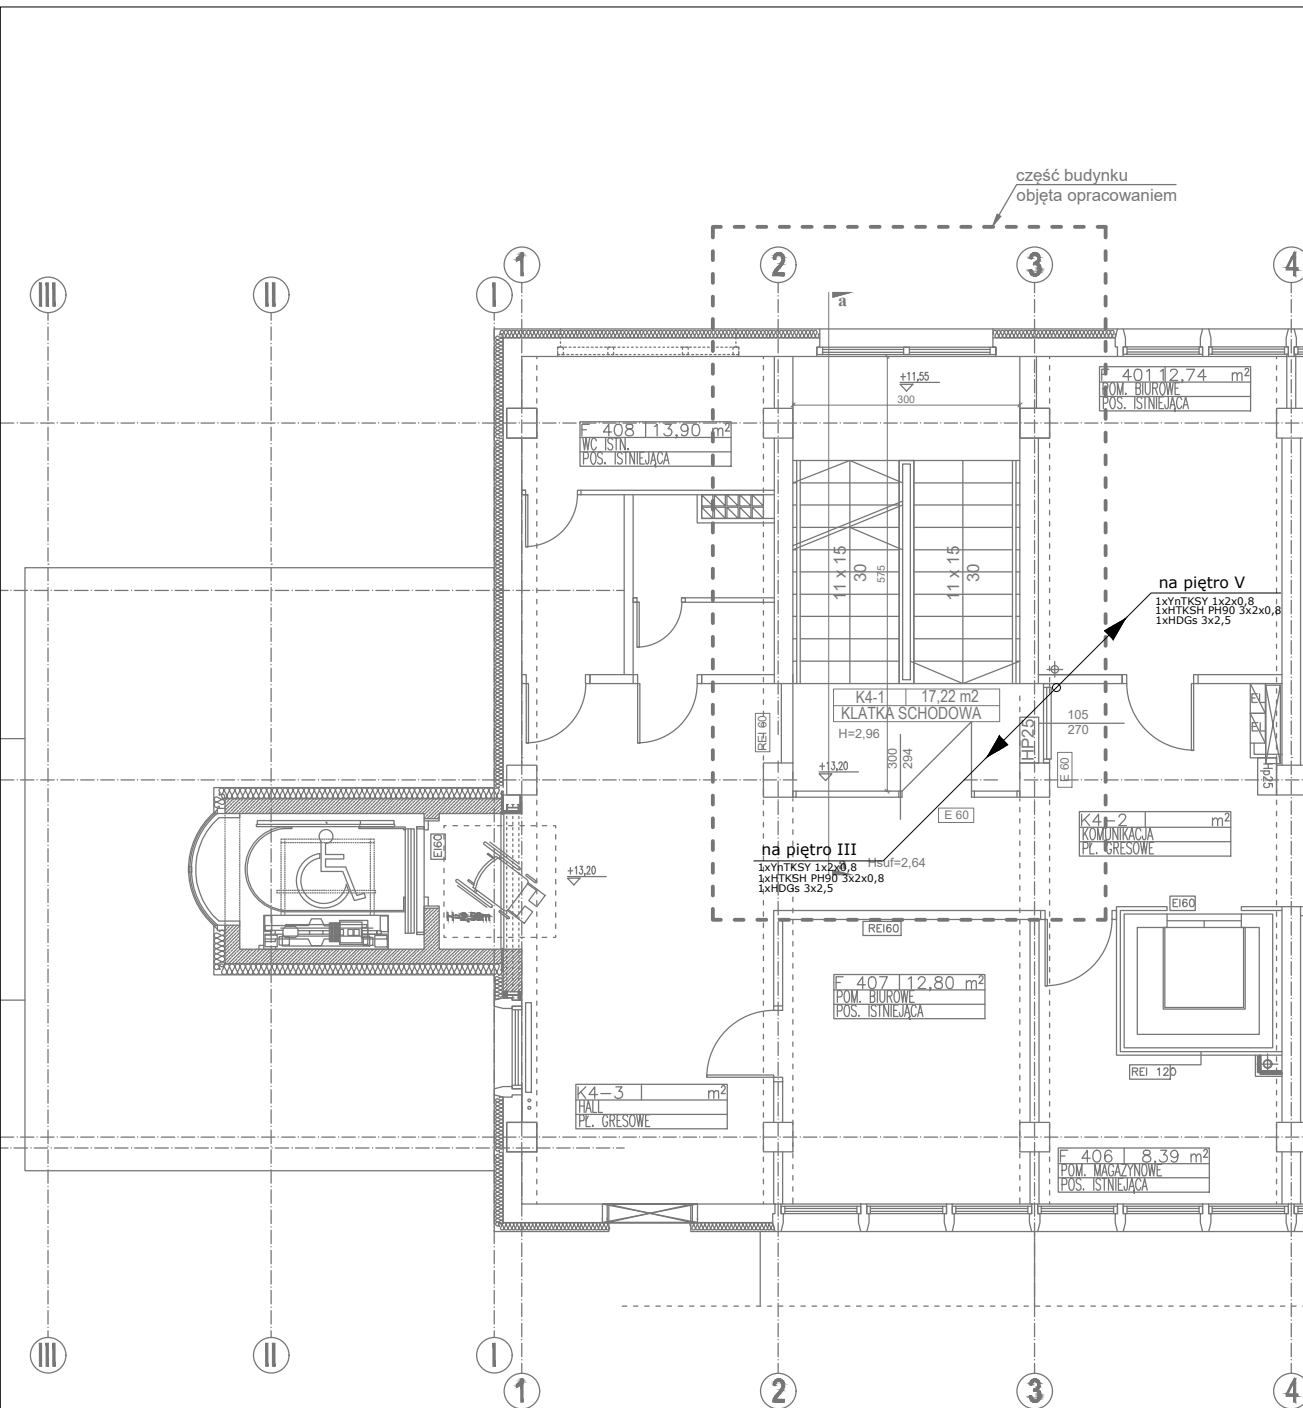 część budynku
objęta opracowaniem
1
2
3
4
III
II
I
a
+11,55
300
F 401 12,74 m²
POM. BIUROWE
POS. ISTNIEJĄCA
F 408 13,90 m²
WC ISTN.
POS. ISTNIEJĄCA
11 x 15
30
575
11 x 15
30
na piętro V
1xYnTKSY 1x2x0,8
1xHTKSH PH90 3x2x0,8
1xHDGs 3x2,5
K4-1 17,22 m2
KLATKA SCHODOWA
H=2,96
REI 60
300
294
+13,20
HP25
105
270
E 60
EL
EL
Hp25
E 60
K4-2 m²
KOMUNIKACJA
PŁ. GRESOWE
na piętro III
1xYnTKSY 1x2x0,8
1xHTKSH PH90 3x2x0,8
1xHDGs 3x2,5
a
Hsuf=2,64
EI60
+13,20
EI60
REI60
F 407 12,80 m²
POM. BIUROWE
POS. ISTNIEJĄCA
REI 120
K4-3 m²
HALL
PŁ. GRESOWE
F 406 8,39 m²
POM. MAGAZYNOWE
POS. ISTNIEJĄCA
III
II
I
1
2
3
4